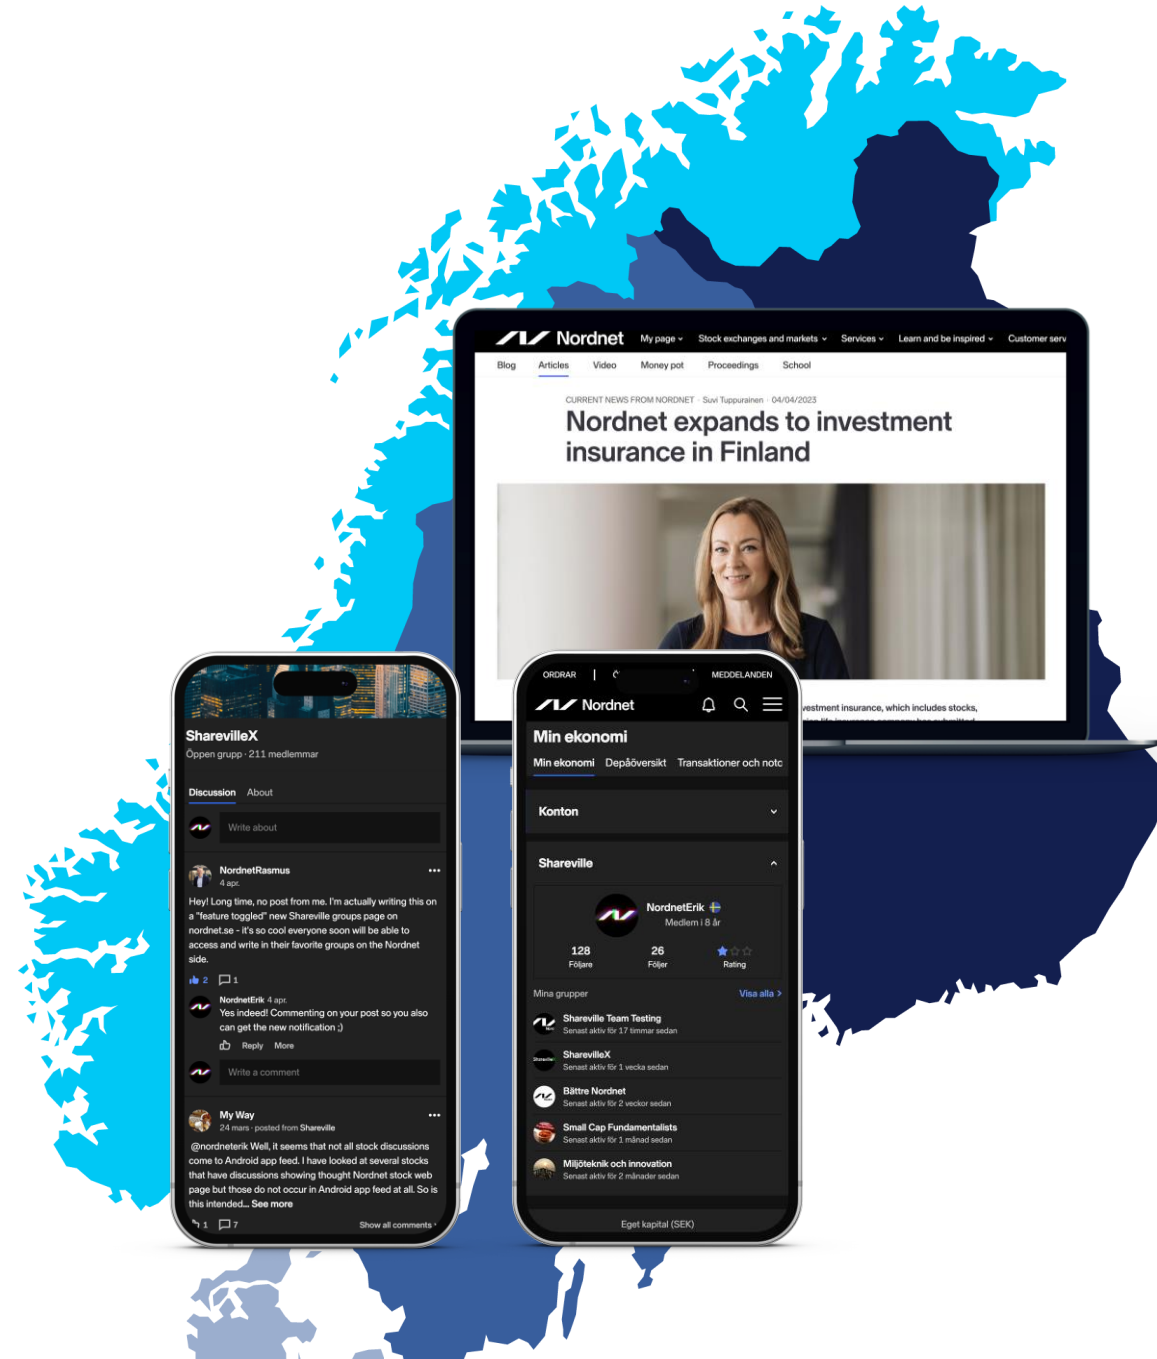 Nordnet My page Stock exchanges and markets Services Learn and be inspired Customer serv
Blog Articles Video Money pot Proceedings School
CURRENT NEWS FROM NORDNET · Suvi Tuppurainen · 04/04/2023
Nordnet expands to investment
insurance in Finland
vestment insurance, which includes stocks,
SharevilleX
Öppen grupp · 211 medlemmar
Discussion About
Write about
NordnetRasmus
4 apr.
Hey! Long time, no post from me. I'm actually writing this on
a "feature toggled" new Shareville groups page on
nordnet.se - it's so cool everyone soon will be able to
access and write in their favorite groups on the Nordnet
side.
2 1
NordnetErik 4 apr.
Yes indeed! Commenting on your post so you also
can get the new notification ;)
Reply More
Write a comment
My Way
24 mars · posted from Shareville
@nordneterik Well, it seems that not all stock discussions
come to Android app feed. I have looked at several stocks
that have discussions showing thought Nordnet stock web
page but those do not occur in Android app feed at all. So is
this intended... See more
1 7 Show all comments
ORDRAR MEDDELANDEN
Nordnet
Min ekonomi
Min ekonomi Depåöversikt Transaktioner och notc
Konton
Shareville
NordnetErik
Medlem i 8 år
128 26
Följare Följer Rating
Mina grupper Visa alla >
Shareville Team Testing
Senast aktiv för 17 timmar sedan
SharevilleX
Senast aktiv för 1 vecka sedan
Bättre Nordnet
Senast aktiv för 2 veckor sedan
Small Cap Fundamentalists
Senast aktiv för 1 månad sedan
Miljöteknik och innovation
Senast aktiv för 2 månader sedan
Eget kapital (SEK)